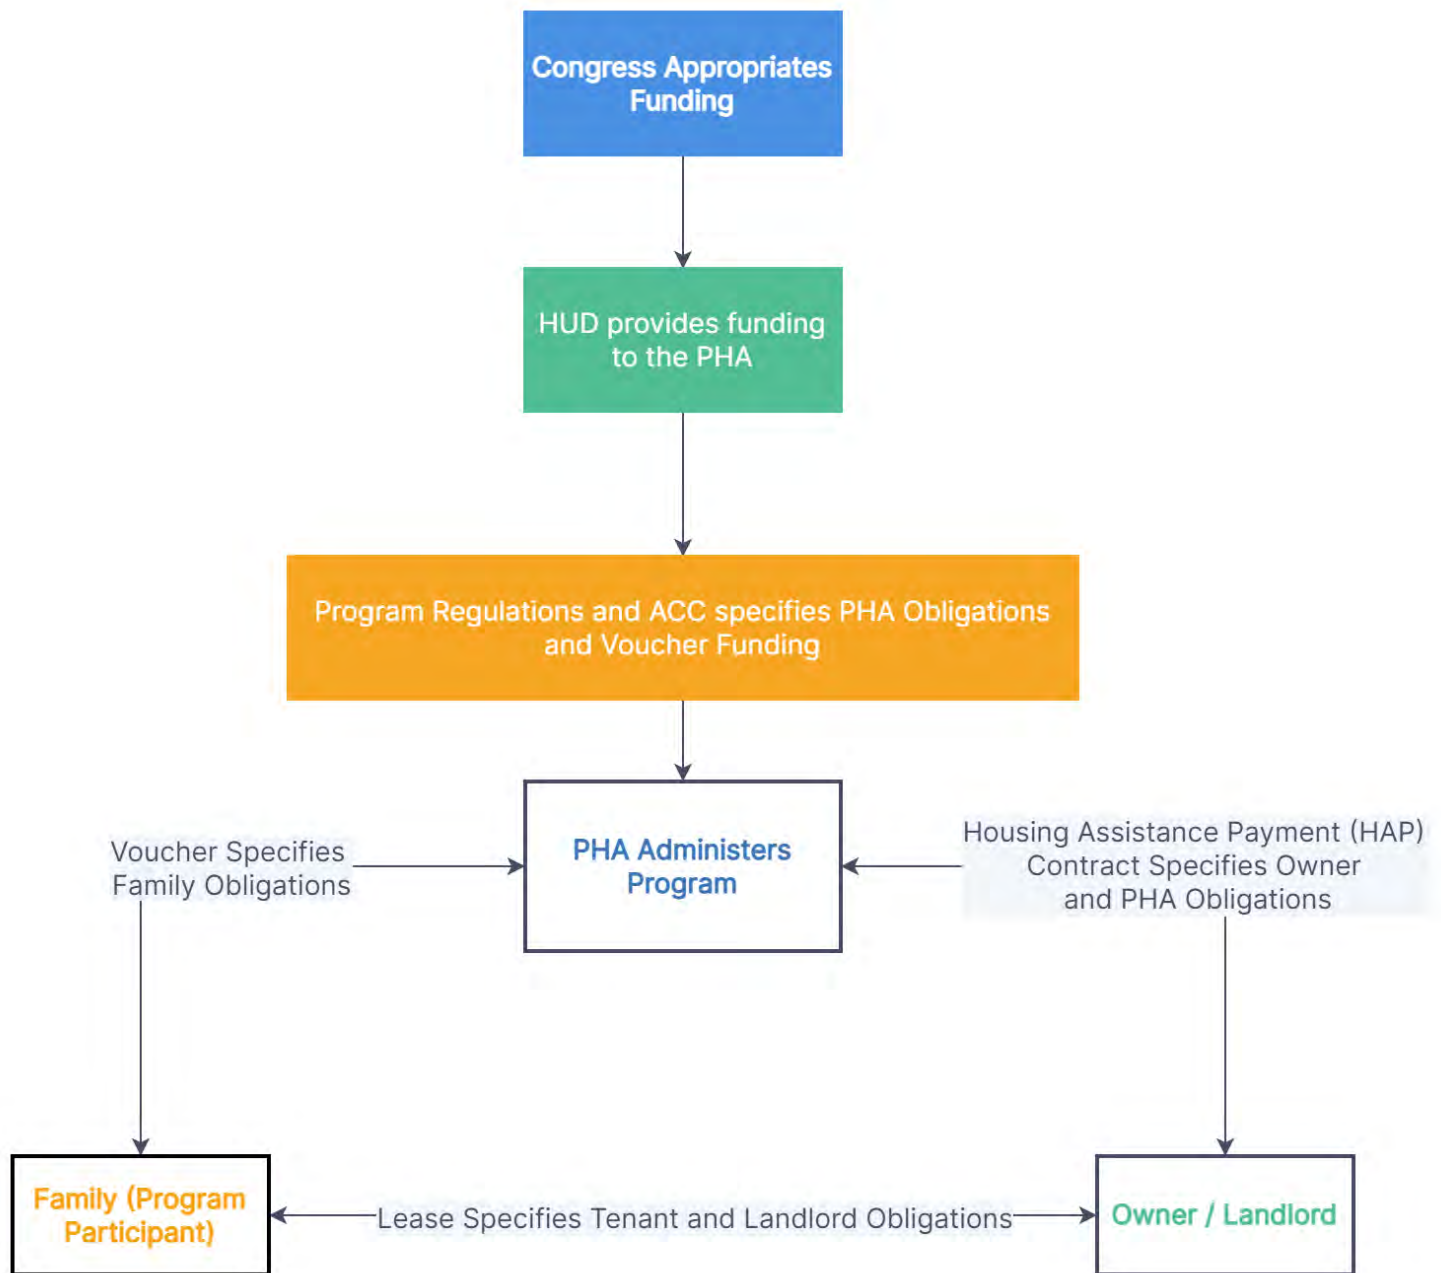 Congress Appropriates
Funding
HUD provides funding
to the PHA
Program Regulations and ACC specifies PHA Obligations
and Voucher Funding
PHA Administers
Program
Voucher Specifies
Family Obligations
Housing Assistance Payment (HAP)
Contract Specifies Owner
and PHA Obligations
Family (Program
Participant)
Lease Specifies Tenant and Landlord Obligations
Owner / Landlord